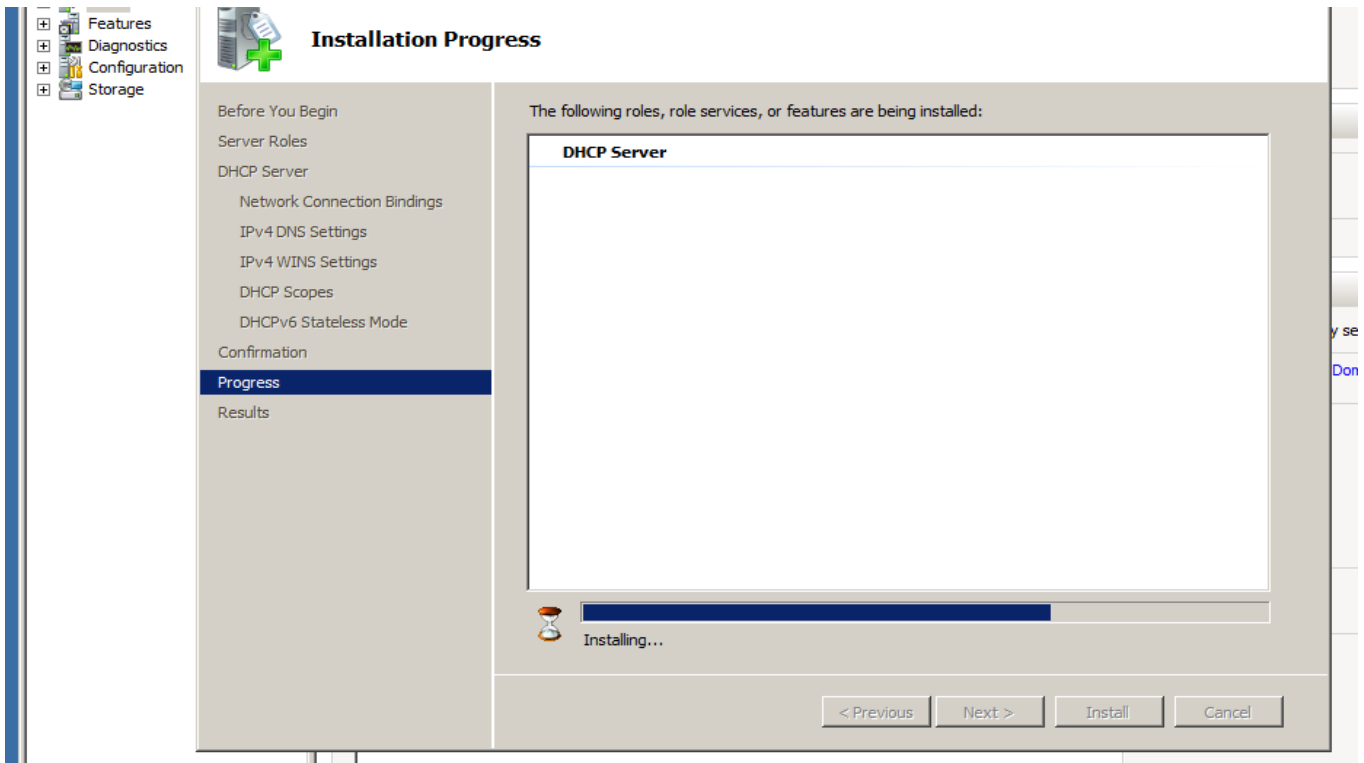 Features
Diagnostics
Configuration
Storage
Installation Progress
Before You Begin
Server Roles
DHCP Server
Network Connection Bindings
IPv4 DNS Settings
IPv4 WINS Settings
DHCP Scopes
DHCPv6 Stateless Mode
Confirmation
Progress
Results
The following roles, role services, or features are being installed:
DHCP Server
Installing...
< Previous
Next >
Install
Cancel
y se
Dom